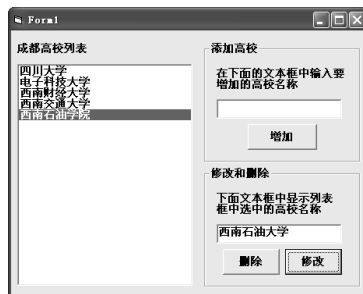 Form1
成都高校列表
四川大学
电子科技大学
西南财经大学
西南交通大学
西南石油学院
添加高校
在下面的文本框中输入要
增加的高校名称
增加
修改和删除
下面文本框中显示列表
框中选中的高校名称
西南石油大学
删除
修改